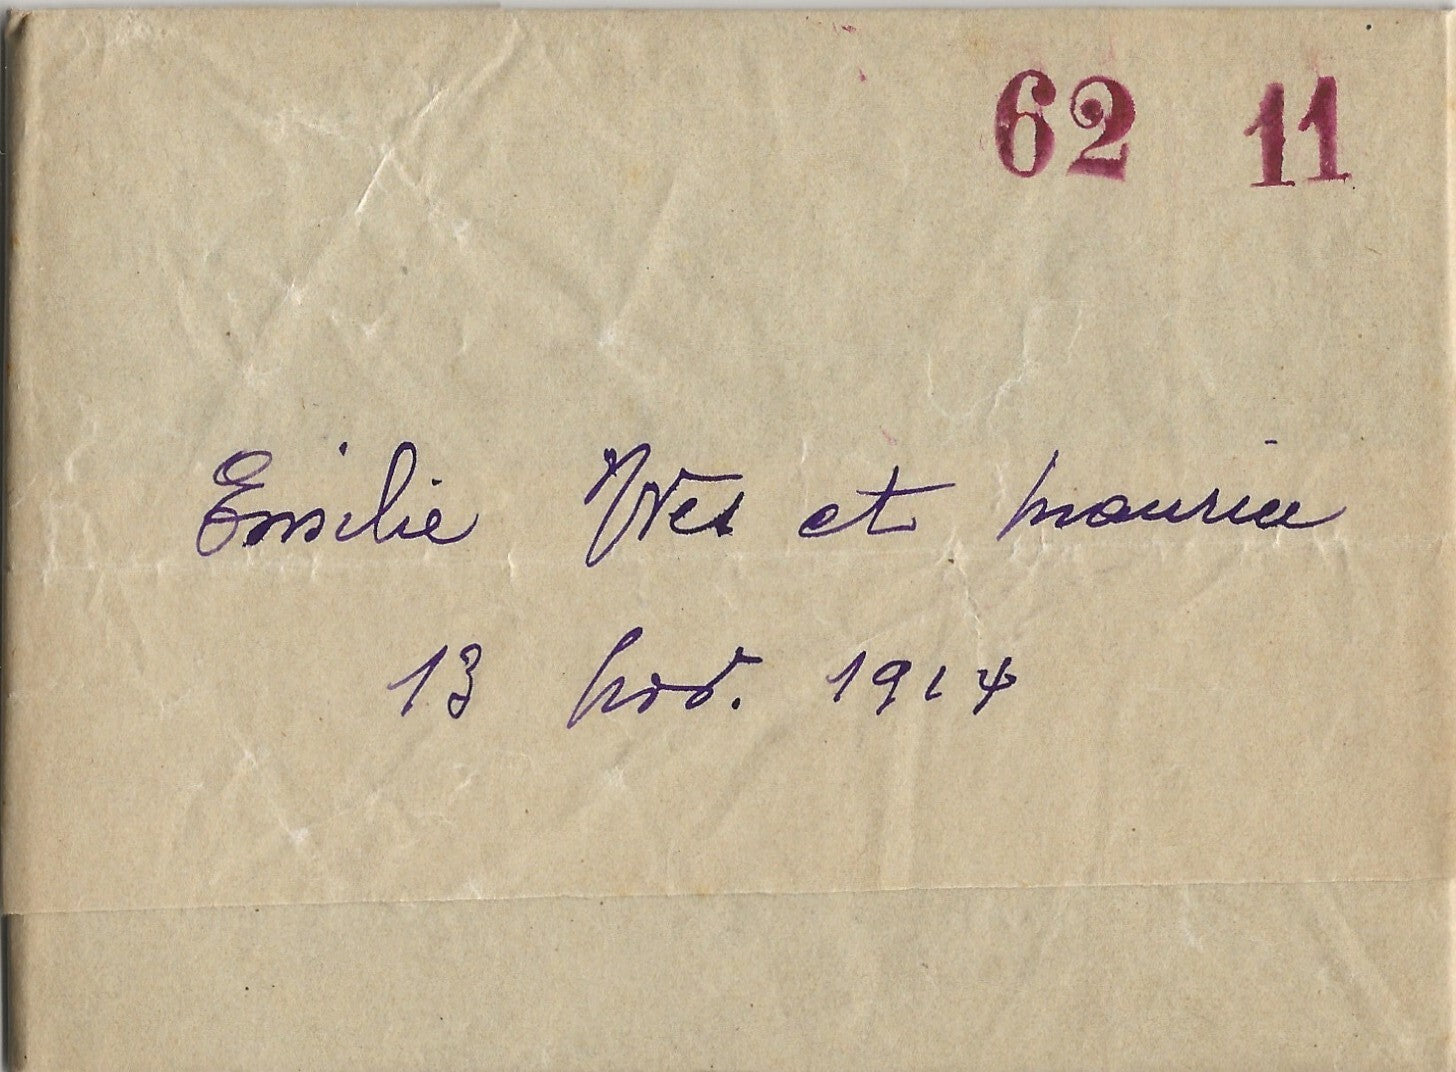 62 11
Emilie Yves et Maurice
13 Nov. 1914